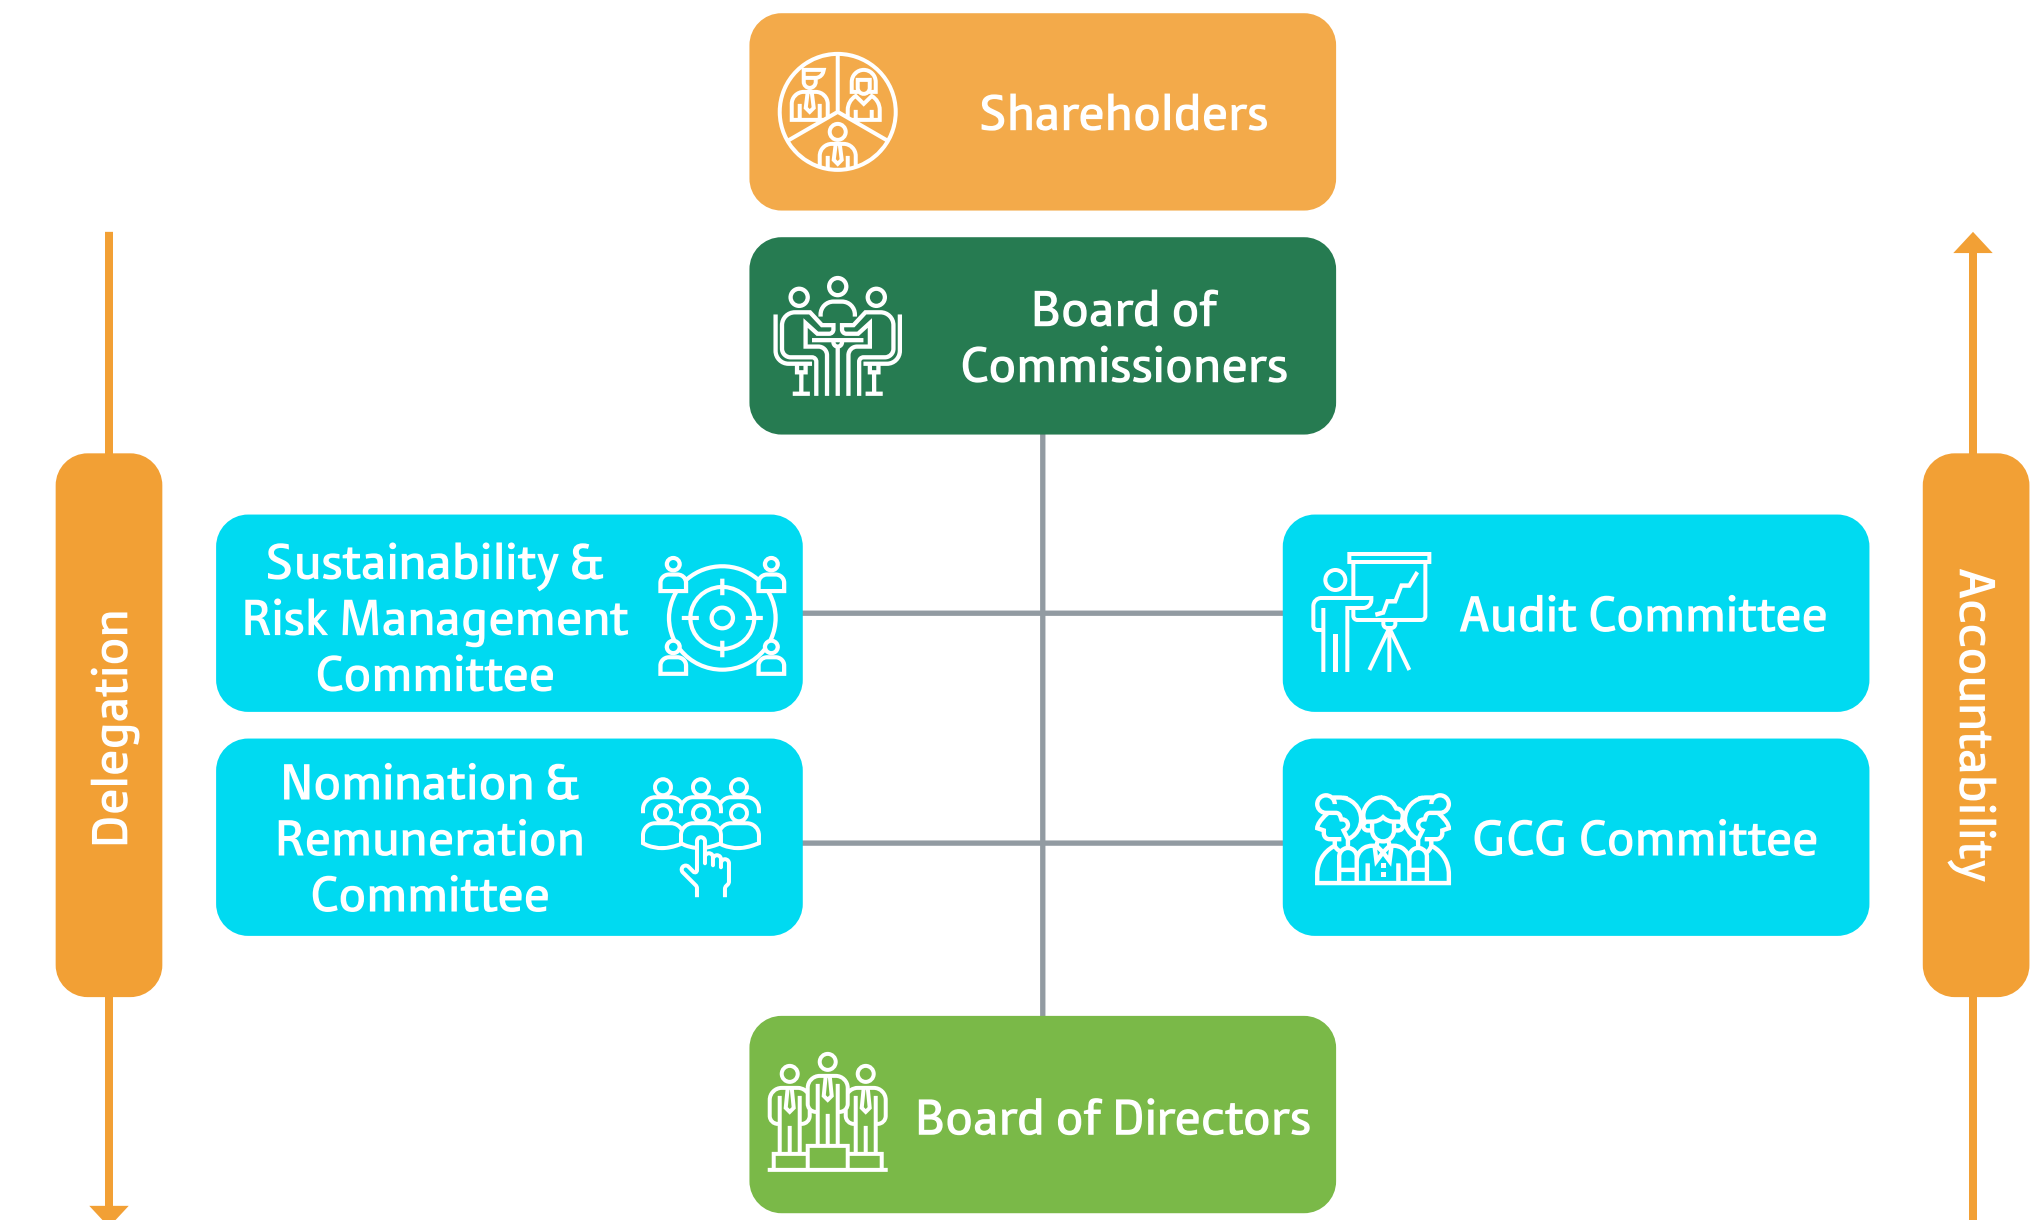 Shareholders
Board of
Commissioners
Delegation
Sustainability &
Risk Management
Committee
Audit Committee
Accountability
Nomination &
Remuneration
Committee
GCG Committee
Board of Directors